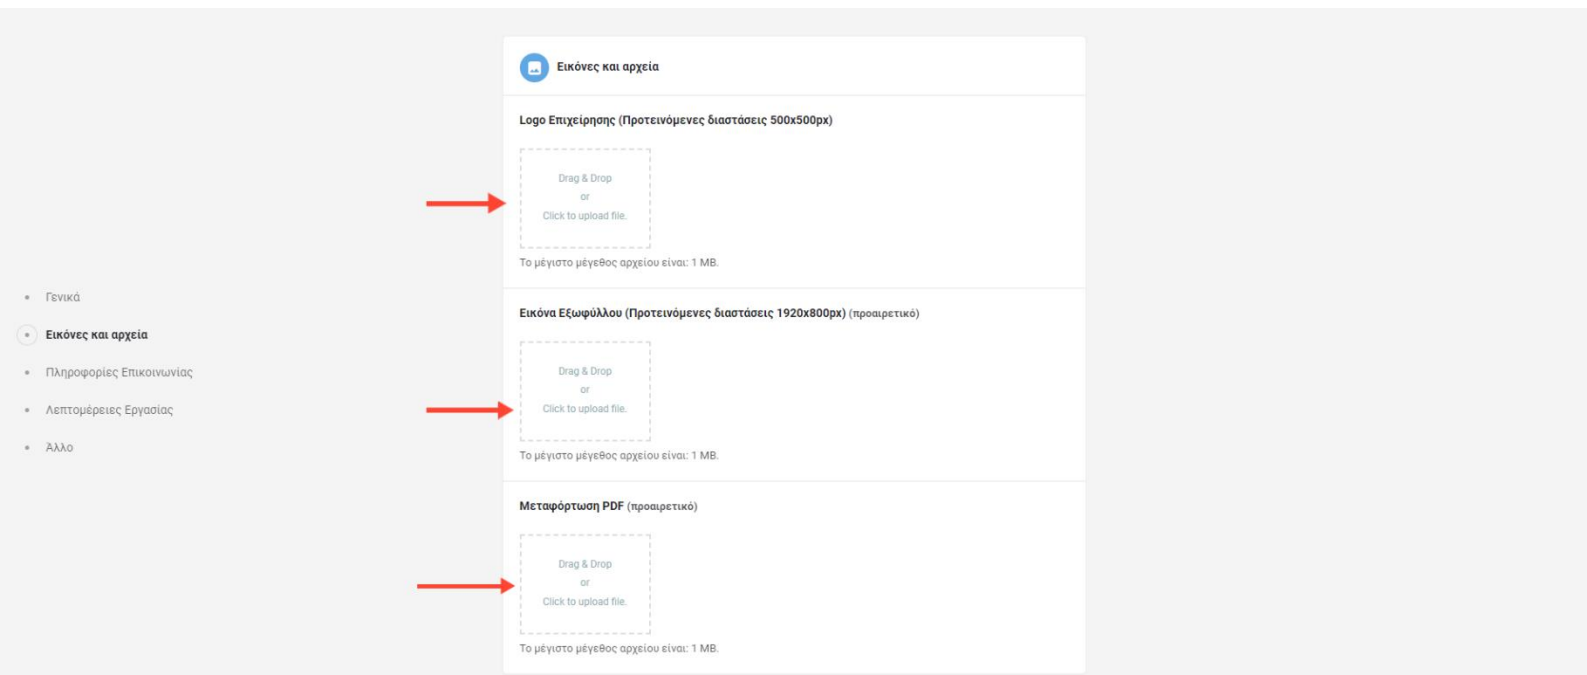 Εικόνες και αρχεία
Logo Επιχείρησης (Προτεινόμενες διαστάσεις 500x500px)
Drag & Drop
or
Click to upload file.
Το μέγιστο μέγεθος αρχείου είναι: 1 MB.
Γενικά
Εικόνες και αρχεία
Πληροφορίες Επικοινωνίας
Λεπτομέρειες Εργασίας
Άλλο
Εικόνα Εξωφύλλου (Προτεινόμενες διαστάσεις 1920x800px) (προαιρετικό)
Drag & Drop
or
Click to upload file.
Το μέγιστο μέγεθος αρχείου είναι: 1 MB.
Μεταφόρτωση PDF (προαιρετικό)
Drag & Drop
or
Click to upload file.
Το μέγιστο μέγεθος αρχείου είναι: 1 MB.